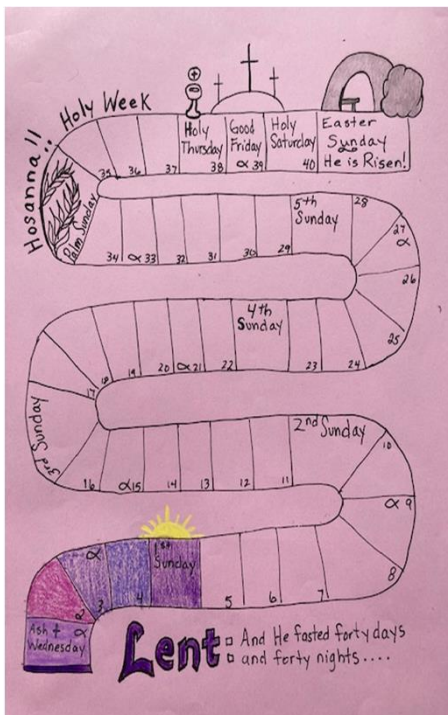 Holy Week
Hosanna!!
Palm Sunday
35
36
37
Holy
Thursday
38
Good
Friday
α 39
Holy
Saturday
40
Easter
Sunday
He is Risen!
34
α 33
32
31
30
29
5th
Sunday
28
27
α
26
25
24
23
4th
Sunday
22
α 21
20
19
18
17
3rd Sunday
16
α 15
14
13
12
11
2nd Sunday
10
α 9
8
7
6
5
1st
Sunday
4
3
α
2
α
Ash †
Wednesday
Lent:
And He fasted forty days
and forty nights....